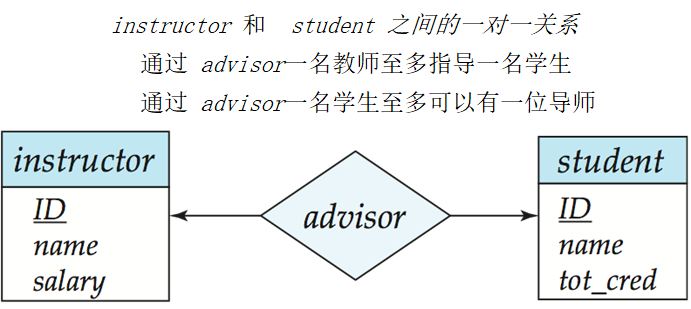 instructor 和 student 之间的一对一关系
通过 advisor一名教师至多指导一名学生
通过 advisor一名学生至多可以有一位导师
instructor
ID
name
salary
advisor
student
ID
name
tot_cred